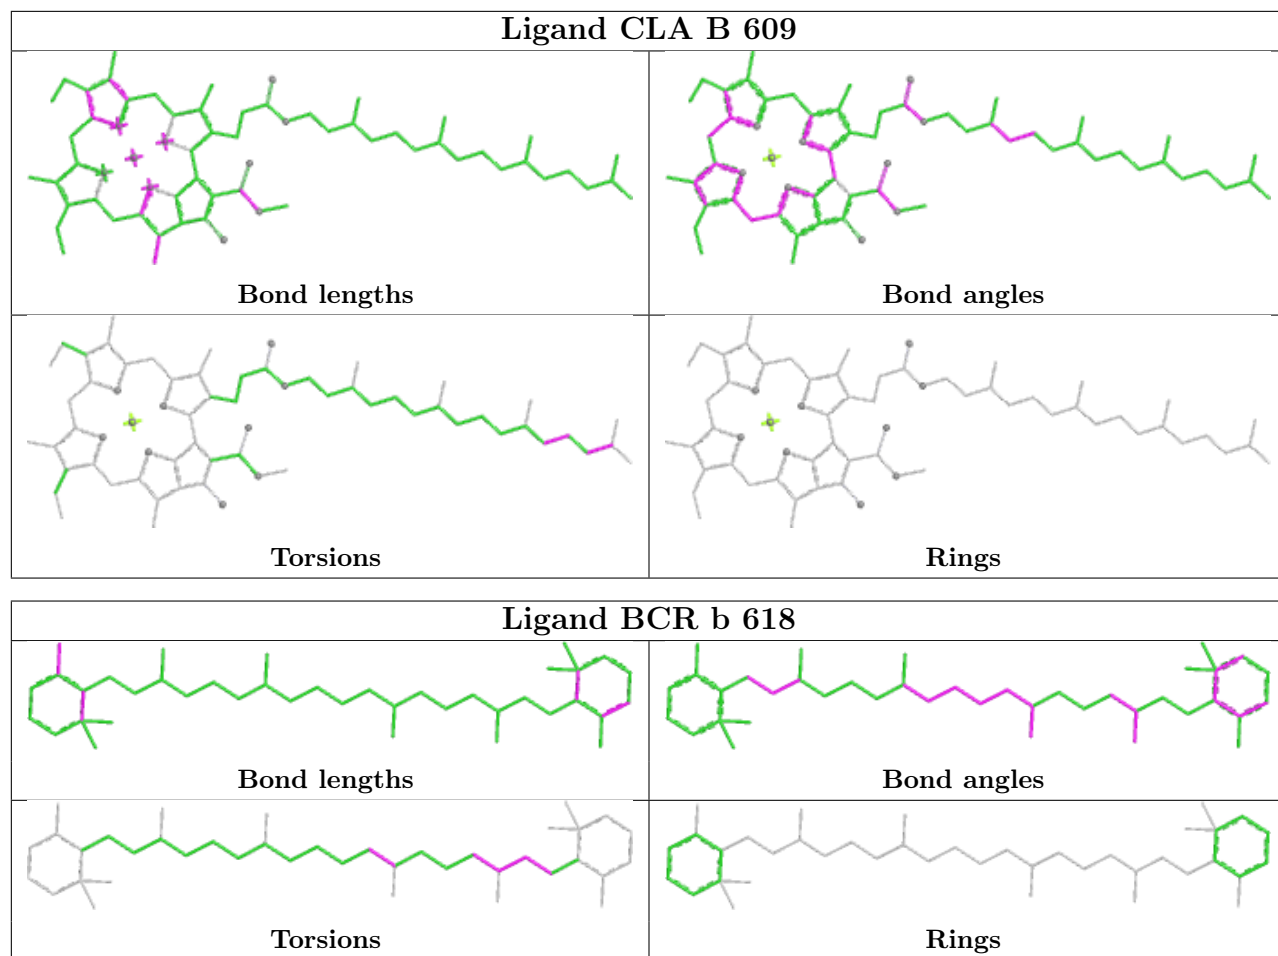 Ligand CLA B 609
Bond lengths
Bond angles
Torsions
Rings
Ligand BCR b 618
Bond lengths
Bond angles
Torsions
Rings